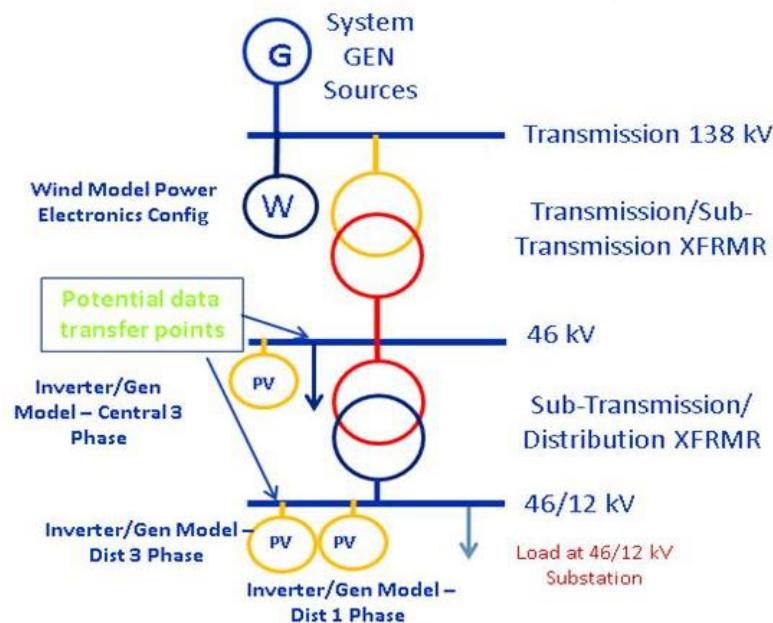 System
GEN
Sources
G
Transmission 138 kV
Wind Model Power
Electronics Config
W
Transmission/Sub-
Transmission XFRMR
Potential data
transfer points
46 kV
PV
Inverter/Gen
Model – Central 3
Phase
Sub-Transmission/
Distribution XFRMR
46/12 kV
Inverter/Gen Model –
Dist 3 Phase
PV
PV
Load at 46/12 kV
Substation
Inverter/Gen Model –
Dist 1 Phase